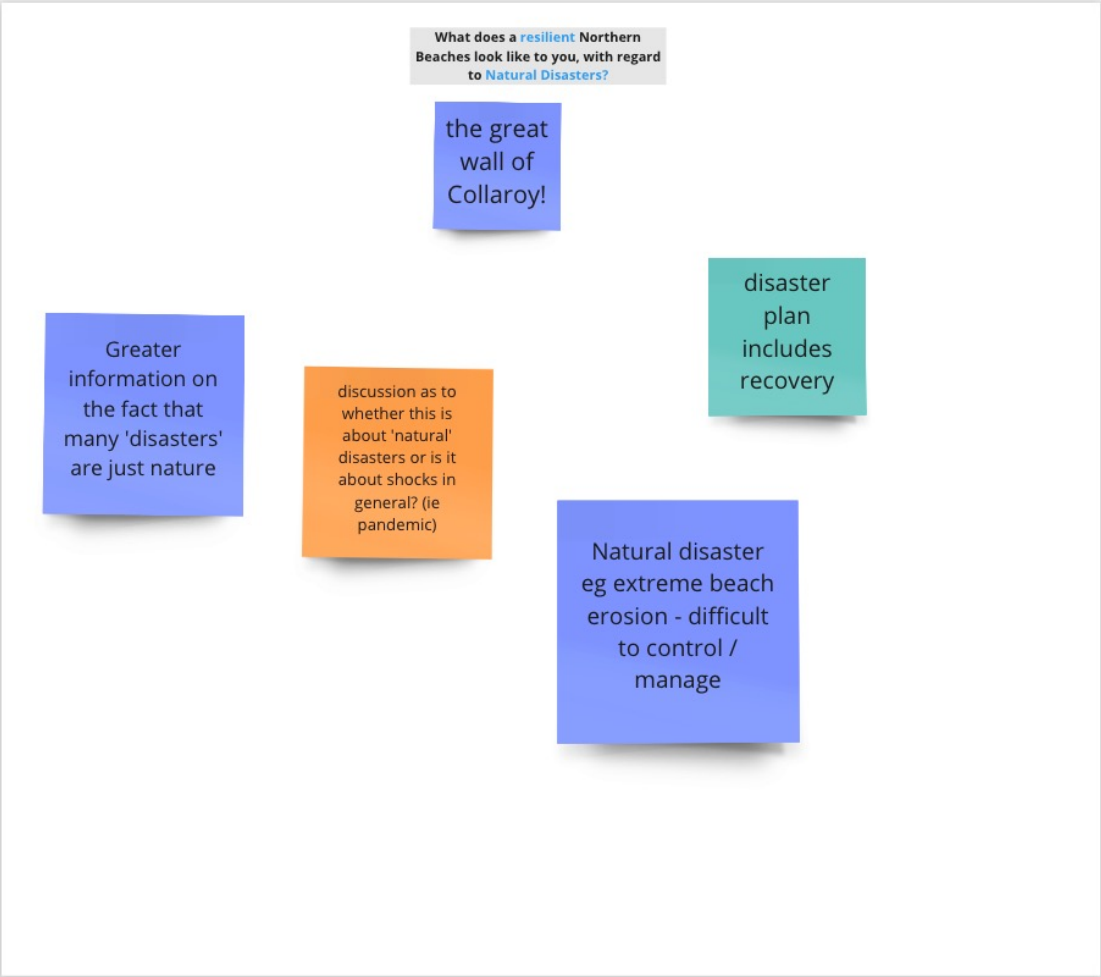 What does a resilient Northern
Beaches look like to you, with regard
to Natural Disasters?
the great
wall of
Collaroy!
disaster
plan
includes
recovery
Greater
information on
the fact that
many 'disasters'
are just nature
discussion as to
whether this is
about 'natural'
disasters or is it
about shocks in
general? (ie
pandemic)
Natural disaster
eg extreme beach
erosion - difficult
to control /
manage